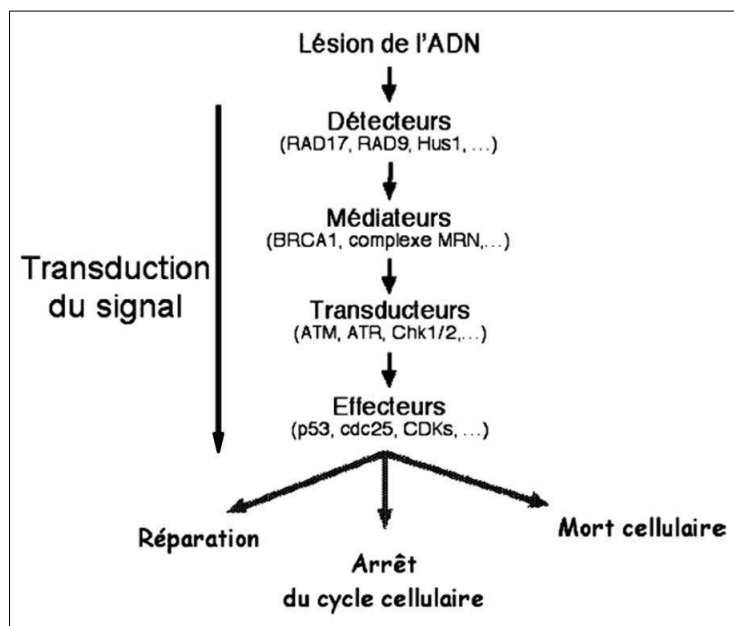 Lésion de l'ADN
Détecteurs
(RAD17, RAD9, Hus1, ...)
Médiateurs
(BRCA1, complexe MRN,...)
Transduction
du signal
Transducteurs
(ATM, ATR, Chk1/2,...)
Effecteurs
(p53, cdc25, CDKs, ...)
Réparation
Arrêt
du cycle cellulaire
Mort cellulaire